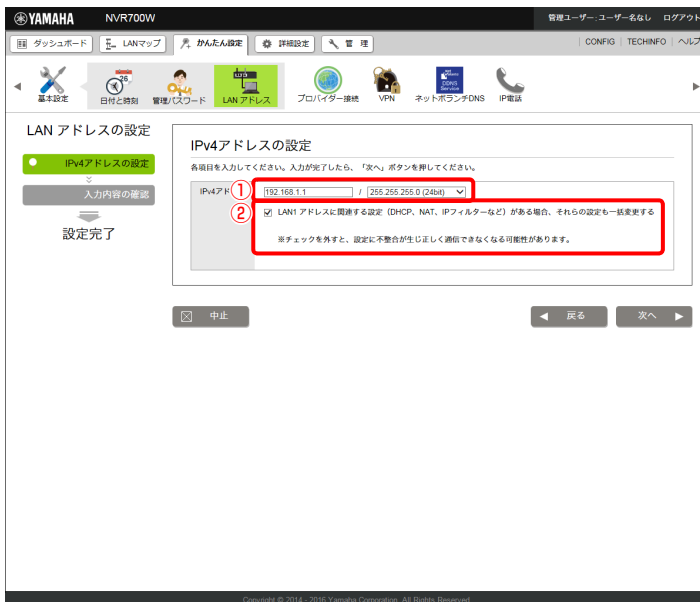 YAMAHA NVR700W 管理ユーザー:ユーザー名なし ログアウト
ダッシュボード LANマップ かんたん設定 詳細設定 管 理 CONFIG TECHINFO ヘルプ
基本設定 日付と時刻 管理パスワード LAN アドレス プロバイダー接続 VPN ネットボランチDNS IP電話
LAN アドレスの設定
IPv4アドレスの設定
入力内容の確認
設定完了
IPv4アドレスの設定
各項目を入力してください。入力が完了したら、「次へ」ボタンを押してください。
IPv4アド ① 192.168.1.1 / 255.255.255.0 (24bit)
② LAN1 アドレスに関連する設定（DHCP、NAT、IPフィルターなど）がある場合、それらの設定も一括変更する
※チェックを外すと、設定に不整合が生じ正しく通信できなくなる可能性があります。
中止 戻る 次へ
Copyright © 2014 - 2016 Yamaha Corporation. All Rights Reserved.